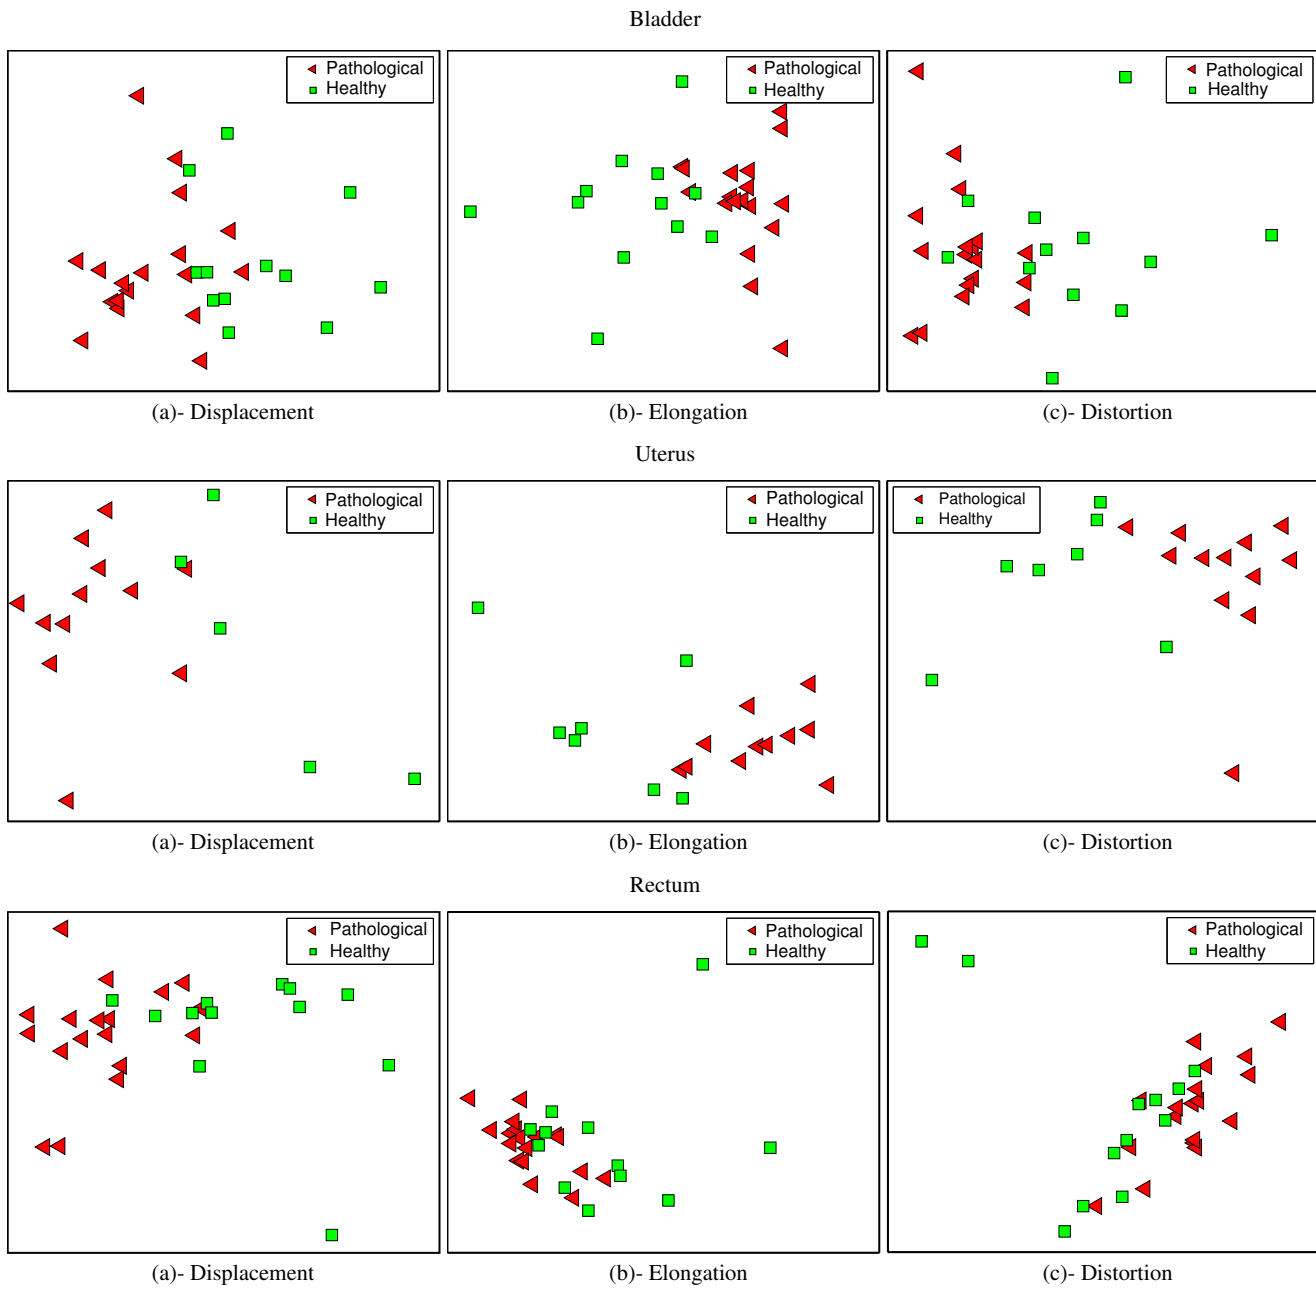 Bladder
Pathological
Healthy
Pathological
Healthy
Pathological
Healthy
(a)- Displacement
(b)- Elongation
(c)- Distortion
Uterus
Pathological
Healthy
Pathological
Healthy
Pathological
Healthy
(a)- Displacement
(b)- Elongation
(c)- Distortion
Rectum
Pathological
Healthy
Pathological
Healthy
Pathological
Healthy
(a)- Displacement
(b)- Elongation
(c)- Distortion